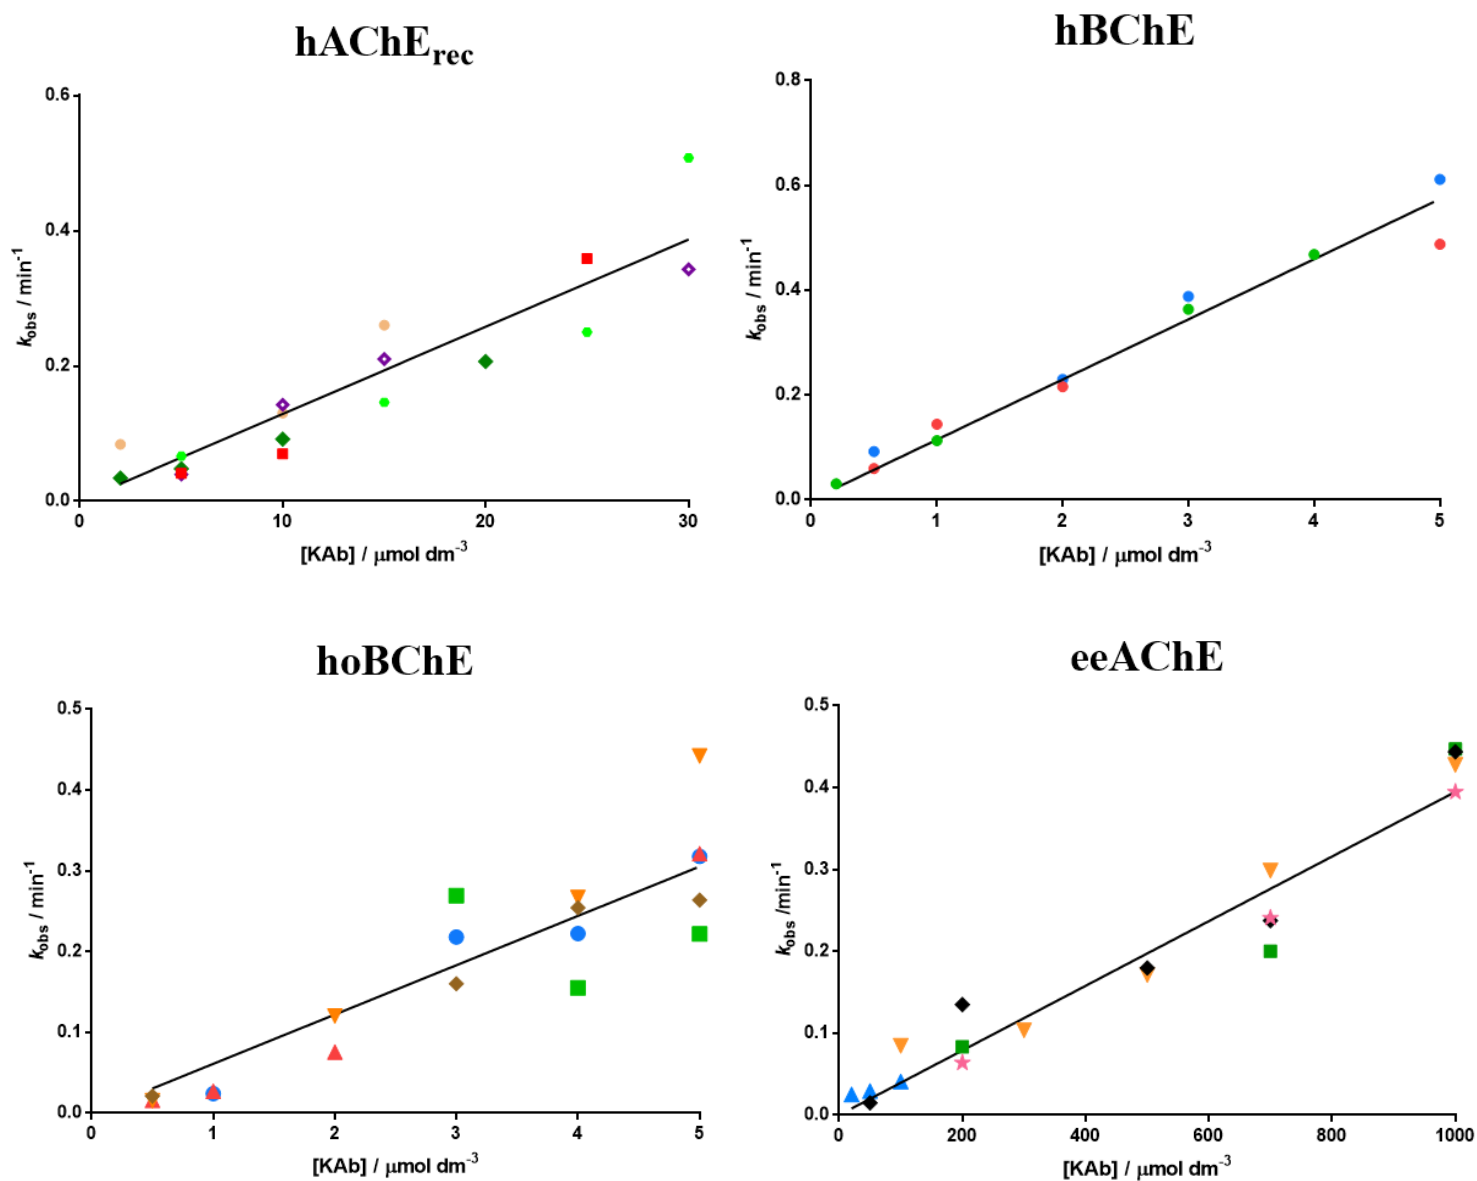 hAChErec
0.6
0.4
0.2
0.0
kobs / min-1
0 10 20 30
[KAb] / μmol dm-3
hBChE
0.8
0.6
0.4
0.2
0.0
kobs / min-1
0 1 2 3 4 5
[KAb] / μmol dm-3
hoBChE
0.5
0.4
0.3
0.2
0.1
0.0
kobs / min-1
0 1 2 3 4 5
[KAb] / μmol dm-3
eeAChE
0.5
0.4
0.3
0.2
0.1
0.0
kobs /min-1
0 200 400 600 800 1000
[KAb] / μmol dm-3